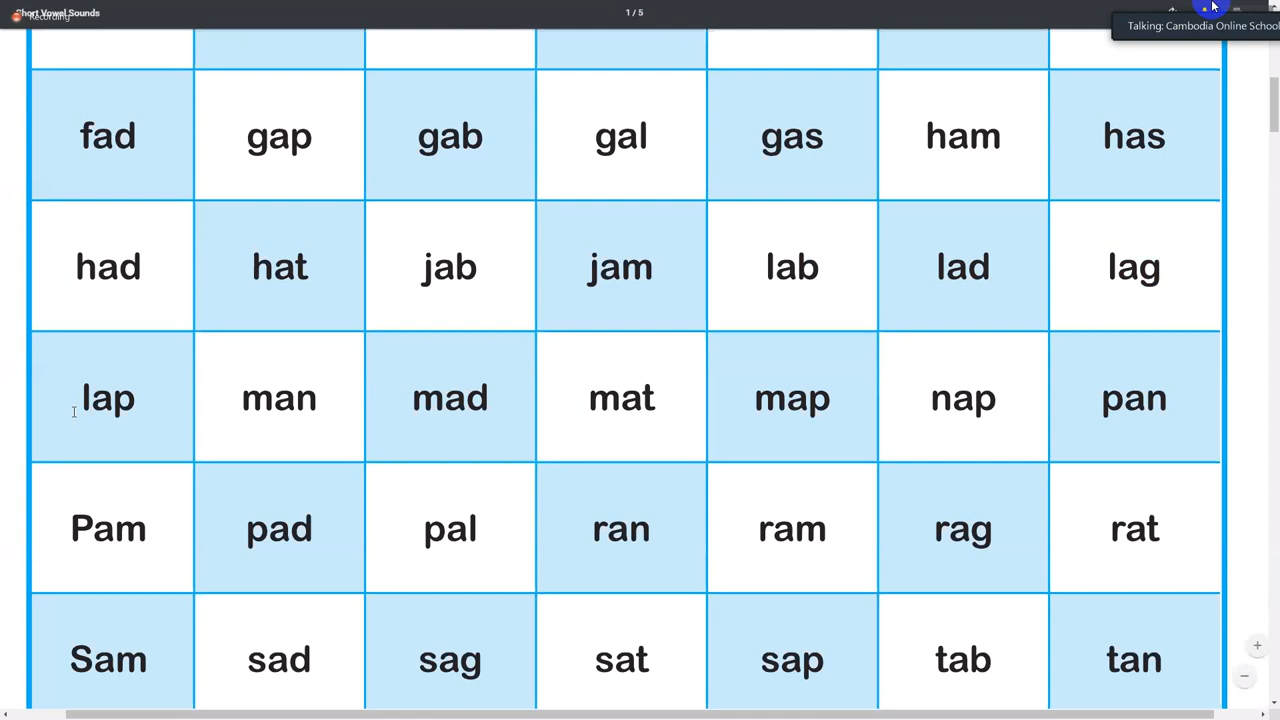 Short Vowel Sounds
Recording
1 / 5
Talking: Cambodia Online School
fad gap gab gal gas ham has
had hat jab jam lab lad lag
lap man mad mat map nap pan
Pam pad pal ran ram rag rat
Sam sad sag sat sap tab tan